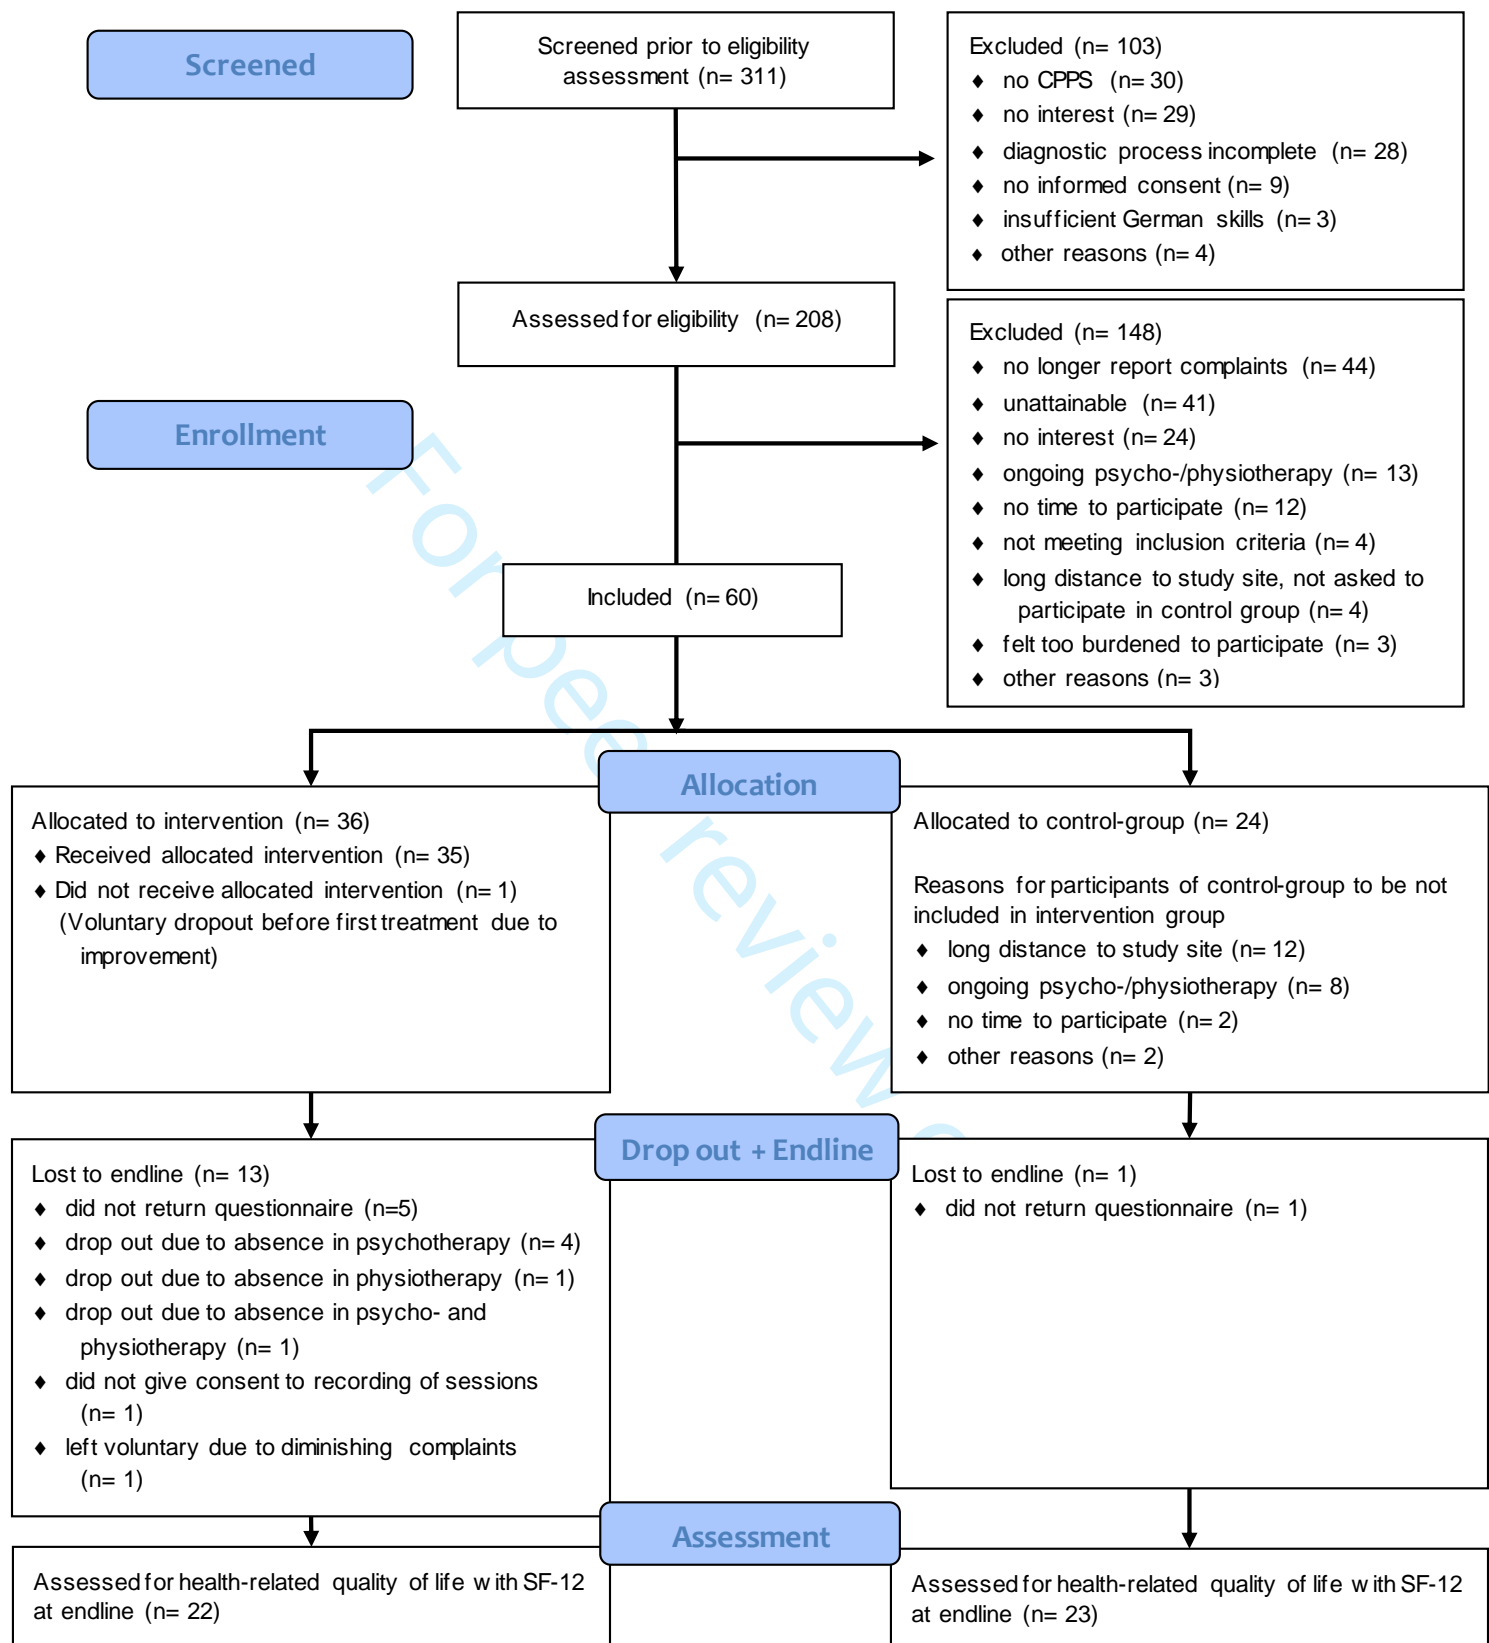 Screened
Screened prior to eligibility
assessment (n= 311)
Excluded (n= 103)
♦ no CPPS (n= 30)
♦ no interest (n= 29)
♦ diagnostic process incomplete (n= 28)
♦ no informed consent (n= 9)
♦ insufficient German skills (n= 3)
♦ other reasons (n= 4)
Assessed for eligibility (n= 208)
Excluded (n= 148)
♦ no longer report complaints (n= 44)
♦ unattainable (n= 41)
♦ no interest (n= 24)
♦ ongoing psycho-/physiotherapy (n= 13)
♦ no time to participate (n= 12)
♦ not meeting inclusion criteria (n= 4)
♦ long distance to study site, not asked to
participate in control group (n= 4)
♦ felt too burdened to participate (n= 3)
♦ other reasons (n= 3)
Enrollment
Included (n= 60)
For peer review
Allocation
Allocated to intervention (n= 36)
♦ Received allocated intervention (n= 35)
♦ Did not receive allocated intervention (n= 1)
(Voluntary dropout before first treatment due to
improvement)
Allocated to control-group (n= 24)
Reasons for participants of control-group to be not
included in intervention group
♦ long distance to study site (n= 12)
♦ ongoing psycho-/physiotherapy (n= 8)
♦ no time to participate (n= 2)
♦ other reasons (n= 2)
Drop out + Endline
Lost to endline (n= 13)
♦ did not return questionnaire (n=5)
♦ drop out due to absence in psychotherapy (n= 4)
♦ drop out due to absence in physiotherapy (n= 1)
♦ drop out due to absence in psycho- and
physiotherapy (n= 1)
♦ did not give consent to recording of sessions
(n= 1)
♦ left voluntary due to diminishing complaints
(n= 1)
Lost to endline (n= 1)
♦ did not return questionnaire (n= 1)
Assessment
Assessed for health-related quality of life with SF-12
at endline (n= 22)
Assessed for health-related quality of life with SF-12
at endline (n= 23)